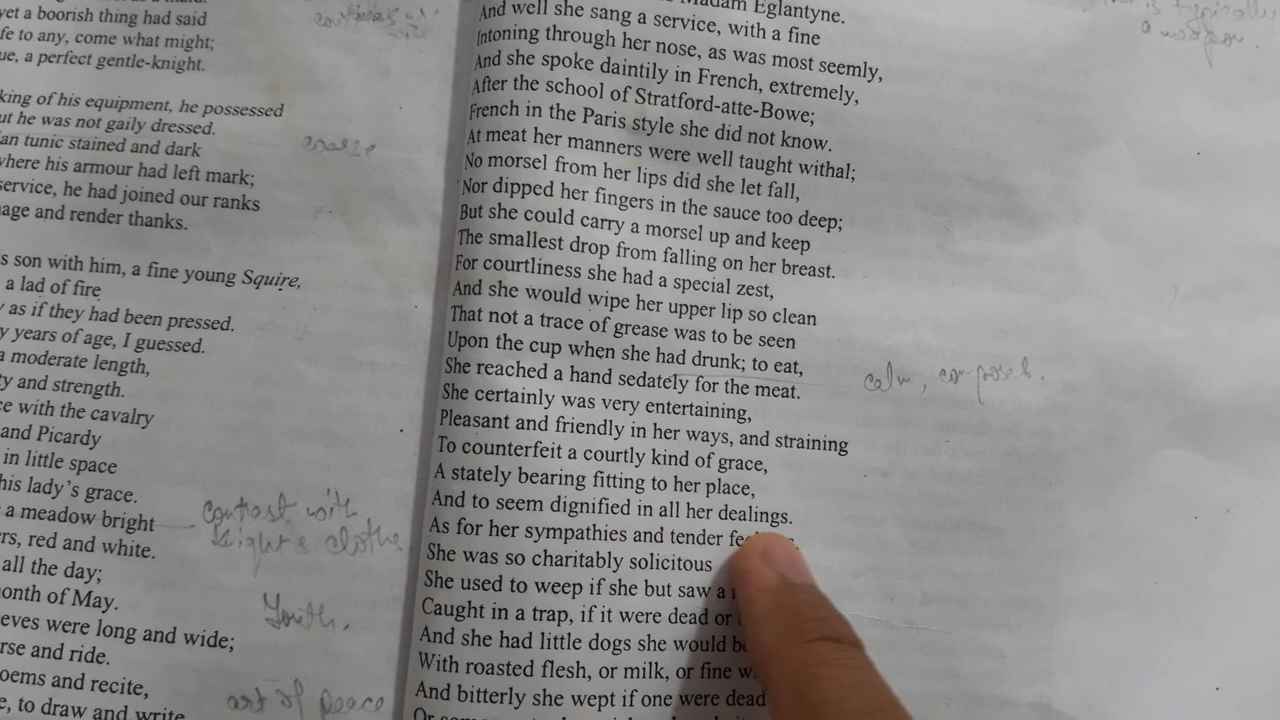 yet a boorish thing had said
fe to any, come what might;
ue, a perfect gentle-knight.
king of his equipment, he possessed
ut he was not gaily dressed.
ian tunic stained and dark
where his armour had left mark;
service, he had joined our ranks
nage and render thanks.
s son with him, a fine young Squire,
a lad of fire
y as if they had been pressed.
y years of age, I guessed.
a moderate length,
ty and strength.
ce with the cavalry
and Picardy
in little space
his lady's grace.
a meadow bright
rs, red and white.
all the day;
onth of May.
eeves were long and wide;
rse and ride.
oems and recite,
e, to draw and write
coarse
contrast with
knight's clothes.
Youth.
art of peace
Madam Eglantyne.
And well she sang a service, with a fine
Intoning through her nose, as was most seemly,
And she spoke daintily in French, extremely,
After the school of Stratford-atte-Bowe;
French in the Paris style she did not know.
At meat her manners were well taught withal;
No morsel from her lips did she let fall,
Nor dipped her fingers in the sauce too deep;
But she could carry a morsel up and keep
The smallest drop from falling on her breast.
For courtliness she had a special zest,
And she would wipe her upper lip so clean
That not a trace of grease was to be seen
Upon the cup when she had drunk; to eat,
She reached a hand sedately for the meat.
She certainly was very entertaining,
Pleasant and friendly in her ways, and straining
To counterfeit a courtly kind of grace,
A stately bearing fitting to her place,
And to seem dignified in all her dealings.
As for her sympathies and tender
She was so charitably solicitous
She used to weep if she but saw a
Caught in a trap, if it were dead or
And she had little dogs she would
With roasted flesh, or milk, or fine
And bitterly she wept if one were dead
calm, composed.